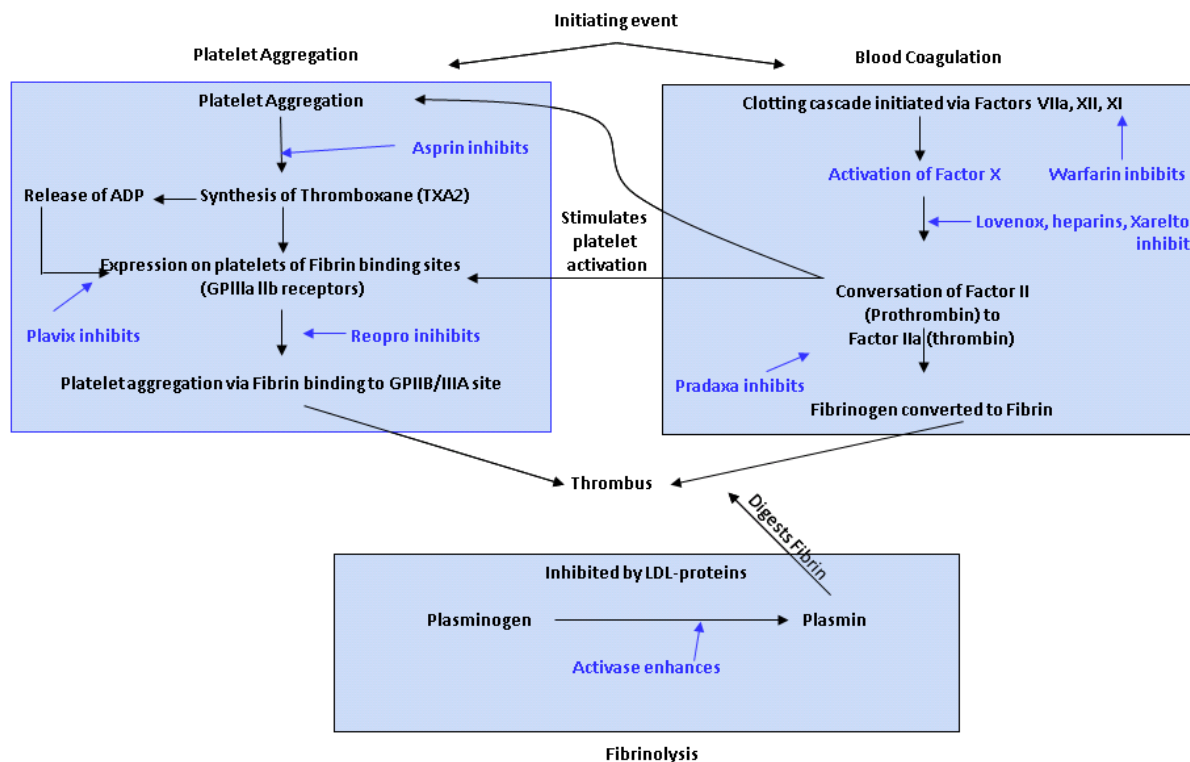 Initiating event
Platelet Aggregation
Blood Coagulation
Platelet Aggregation
Asprin inhibits
Release of ADP
Synthesis of Thromboxane (TXA2)
Expression on platelets of Fibrin binding sites
(GPIIIa IIb receptors)
Plavix inhibits
Reopro inihibits
Platelet aggregation via Fibrin binding to GPIIB/IIIA site
Stimulates
platelet
activation
Clotting cascade initiated via Factors VIIa, XII, XI
Activation of Factor X
Warfarin inbibits
Lovenox, heparins, Xarelto
inhibit
Conversation of Factor II
(Prothrombin) to
Factor IIa (thrombin)
Pradaxa inhibits
Fibrinogen converted to Fibrin
Thrombus
Digests Fibrin
Inhibited by LDL-proteins
Plasminogen
Plasmin
Activase enhances
Fibrinolysis